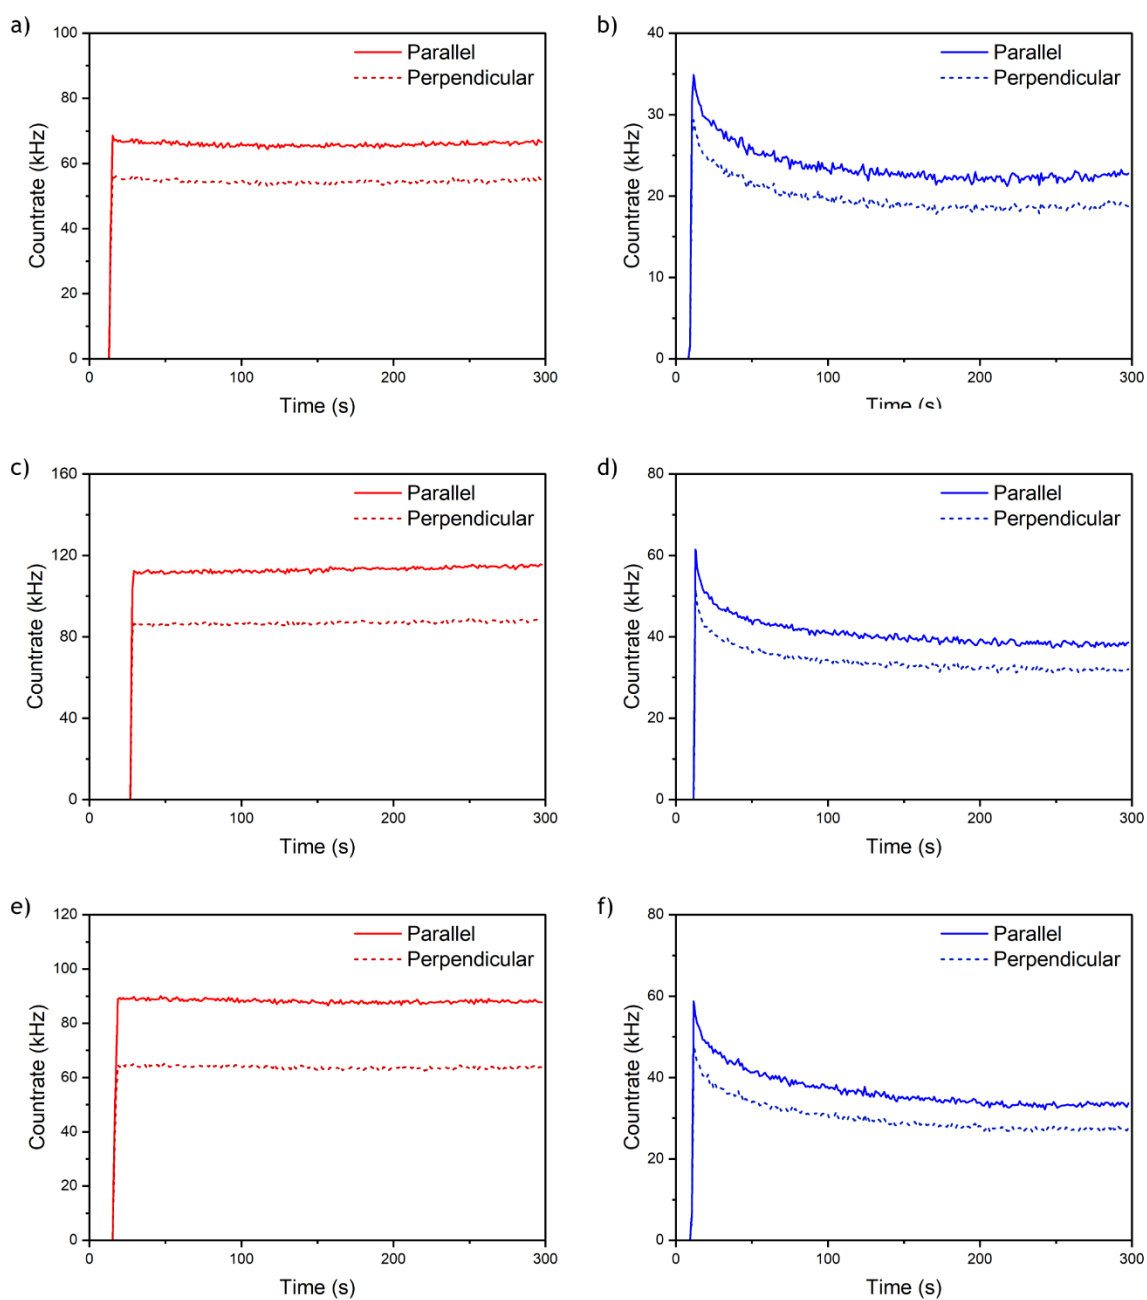 a)
100
80
60
40
20
0
0 100 200 300
Countrate (kHz)
Time (s)
Parallel
Perpendicular
b)
40
30
20
10
0
0 100 200 300
Countrate (kHz)
Time (s)
Parallel
Perpendicular
c)
160
120
80
40
0
0 100 200 300
Countrate (kHz)
Time (s)
Parallel
Perpendicular
d)
80
60
40
20
0
0 100 200 300
Countrate (kHz)
Time (s)
Parallel
Perpendicular
e)
120
100
80
60
40
20
0
0 100 200 300
Countrate (kHz)
Time (s)
Parallel
Perpendicular
f)
80
60
40
20
0
0 100 200 300
Countrate (kHz)
Time (s)
Parallel
Perpendicular